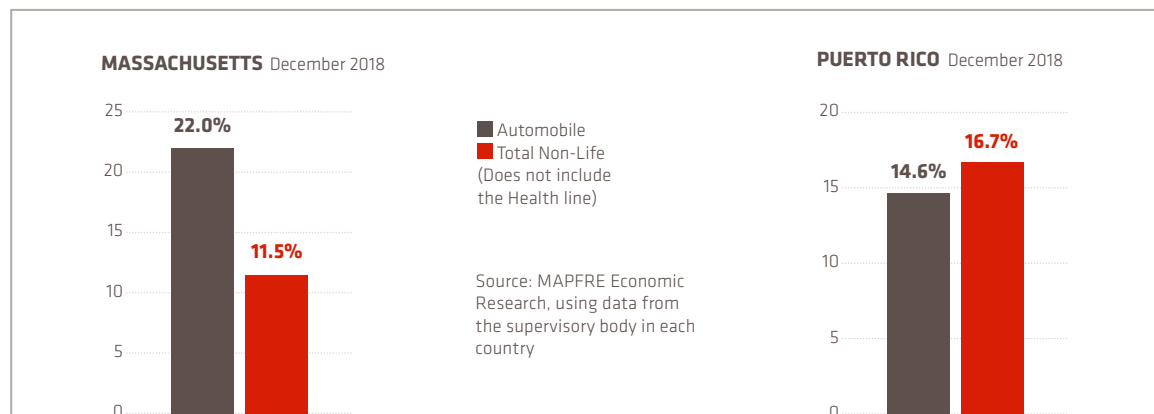 MASSACHUSETTS December 2018
25
20
15
10
5
0
22.0%
11.5%
Automobile
Total Non-Life
(Does not include
the Health line)
Source: MAPFRE Economic
Research, using data from
the supervisory body in each
country
PUERTO RICO December 2018
20
15
10
5
0
14.6%
16.7%